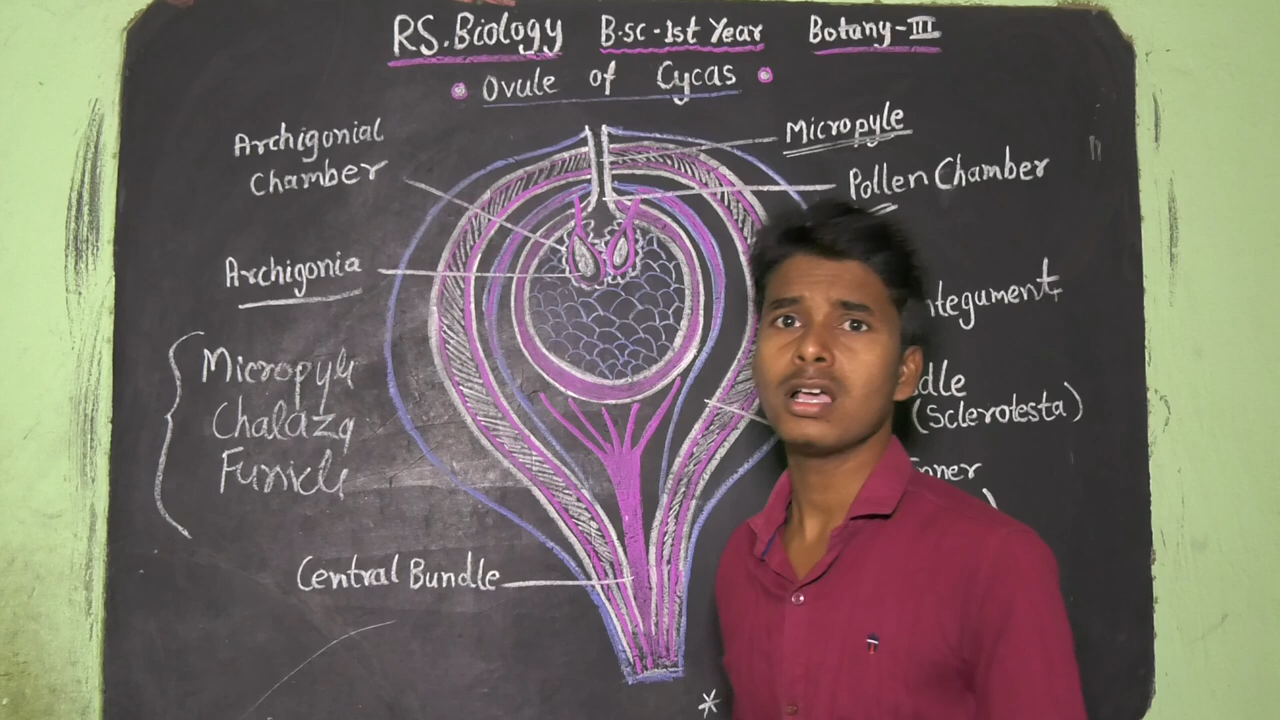 RS.Biology B.sc-1st Year Botany-III
Ovule of Cycas
Archigonial
Chamber
Micropyle
Pollen Chamber
Archigonia
ntegument
Micropyle
Chalaza
Funicle
dle
(Sclerotesta)
nner
)
Central Bundle
*